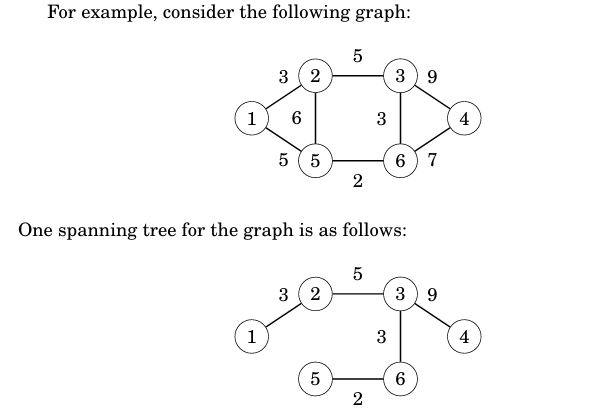 For example, consider the following graph:
5
3 2 3 9
1 6 3 4
5 5 6 7
2
One spanning tree for the graph is as follows:
5
3 2 3 9
1 3 4
5 6
2